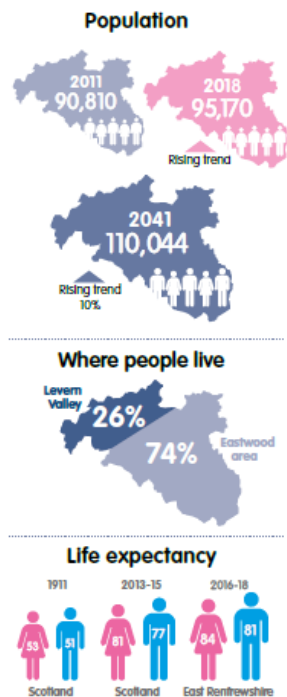 Population
2011
90,810
2018
95,170
Rising trend
2041
110,044
Rising trend
10%
Where people live
Levern
Valley
26%
74%
Eastwood
area
Life expectancy
1911 2013-15 2016-18
53 51 81 77 84 81
Scotland Scotland East Renfrewshire